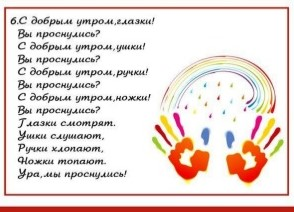 6.С добрым утром,глазки!
Вы проснулись?
С добрым утром,ушки!
Вы проснулись?
С добрым утром,ручки!
Вы проснулись?
С добрым утром,ножки!
Вы проснулись?
Глазки смотрят.
Ушки слушают,
Ручки хлопают,
Ножки топают.
Ура,мы проснулись!